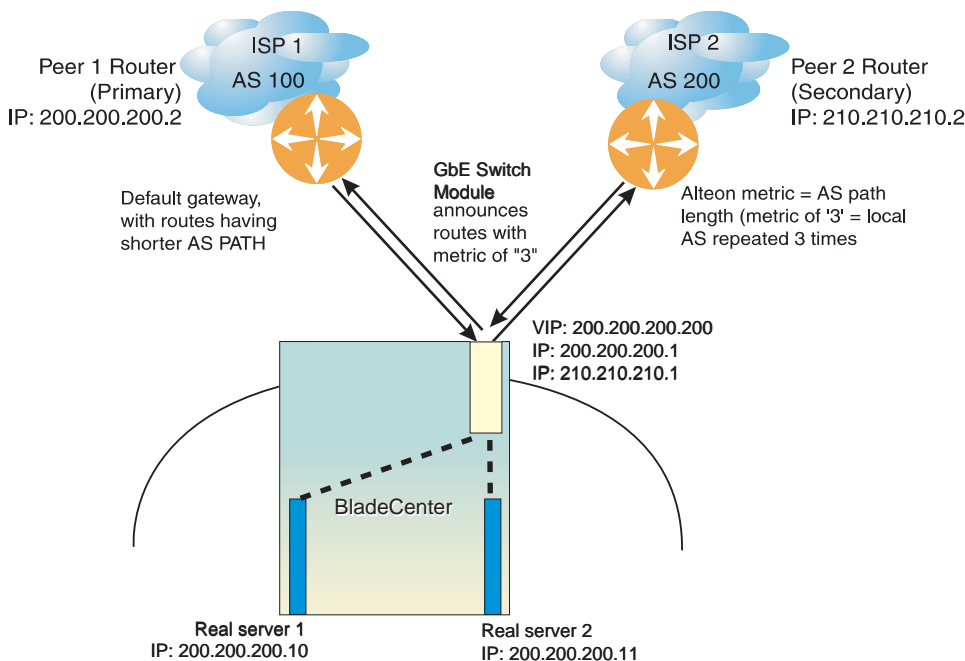 ISP 1
AS 100
ISP 2
AS 200
Peer 1 Router
(Primary)
IP: 200.200.200.2
Peer 2 Router
(Secondary)
IP: 210.210.210.2
Default gateway,
with routes having
shorter AS PATH
GbE Switch
Module
announces
routes with
metric of "3"
Alteon metric = AS path
length (metric of '3' = local
AS repeated 3 times
VIP: 200.200.200.200
IP: 200.200.200.1
IP: 210.210.210.1
BladeCenter
Real server 1
IP: 200.200.200.10
Real server 2
IP: 200.200.200.11